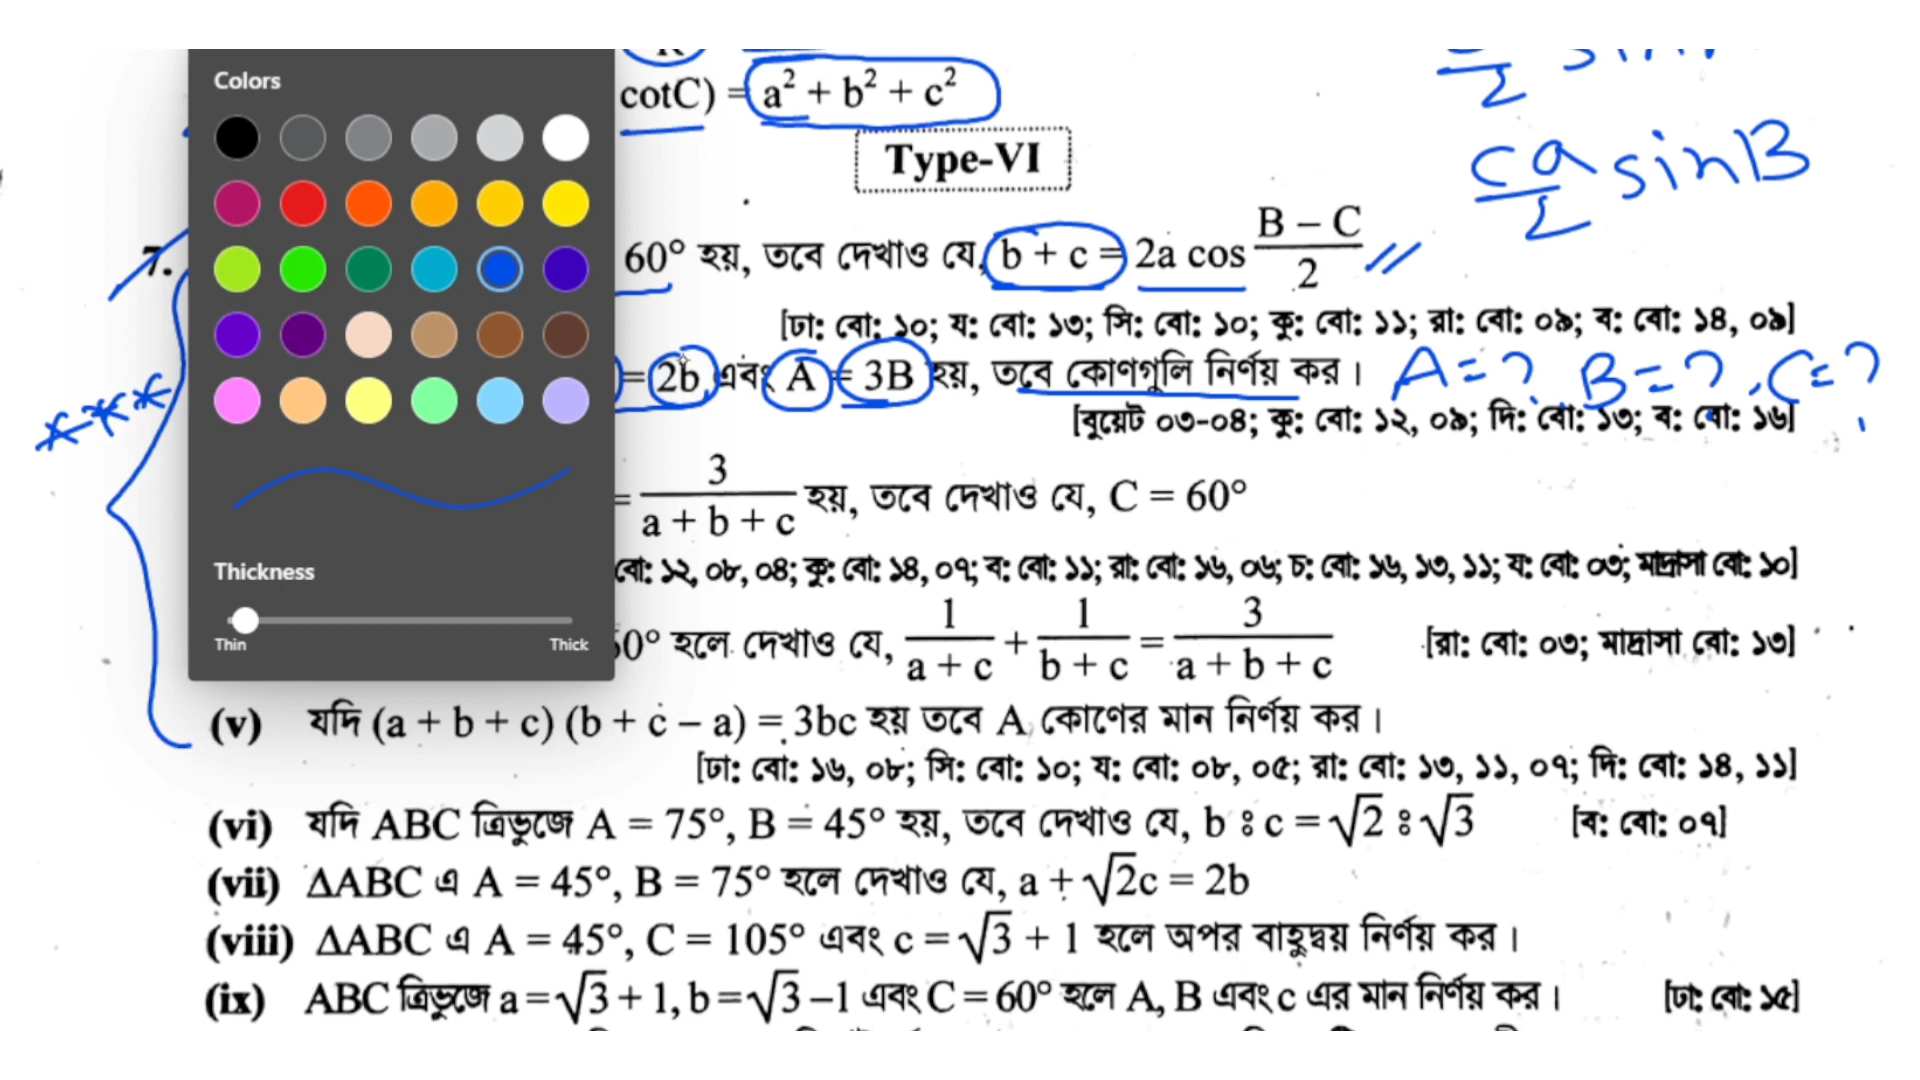 Colors
cotC) = a² + b² + c²
ca/2 sinB
Type-VI
7. 60° হয়, তবে দেখাও যে, b + c = 2a cos (B – C)/2
[ঢা: বো: ১০; য: বো: ১৩; সি: বো: ১০; কু: বো: ১১; রা: বো: ০৯; ব: বো: ১৪, ০৯]
= 2b এবং A = 3B হয়, তবে কোণগুলি নির্ণয় কর। A=?, B=?, C=?
[বুয়েট ০৩-০৪; কু: বো: ১২, ০৯; দি: বো: ১৩; ব: বো: ১৬]
= 3/(a + b + c) হয়, তবে দেখাও যে, C = 60°
বো: ১২, ০৮, ০৪; কু: বো: ১৪, ০৭; ব: বো: ১১; রা: বো: ১৬, ০৬; চ: বো: ১৬, ১৩, ১১; য: বো: ০৩; মাদ্রাসা বো: ১০]
Thickness
Thin Thick
0° হলে দেখাও যে, 1/(a + c) + 1/(b + c) = 3/(a + b + c) [রা: বো: ০৩; মাদ্রাসা বো: ১৩]
(v) যদি (a + b + c) (b + c – a) = 3bc হয় তবে A কোণের মান নির্ণয় কর।
[ঢা: বো: ১৬, ০৮; সি: বো: ১০; য: বো: ০৮, ০৫; রা: বো: ১৩, ১১, ০৭; দি: বো: ১৪, ১১]
(vi) যদি ABC ত্রিভুজে A = 75°, B = 45° হয়, তবে দেখাও যে, b ঃ c = √2 ঃ √3 [ব: বো: ০৭]
(vii) ΔABC এ A = 45°, B = 75° হলে দেখাও যে, a + √2c = 2b
(viii) ΔABC এ A = 45°, C = 105° এবং c = √3 + 1 হলে অপর বাহুদ্বয় নির্ণয় কর।
(ix) ABC ত্রিভুজে a = √3 + 1, b = √3 –1 এবং C = 60° হলে A, B এবং c এর মান নির্ণয় কর। [ঢা: বো: ১৫]